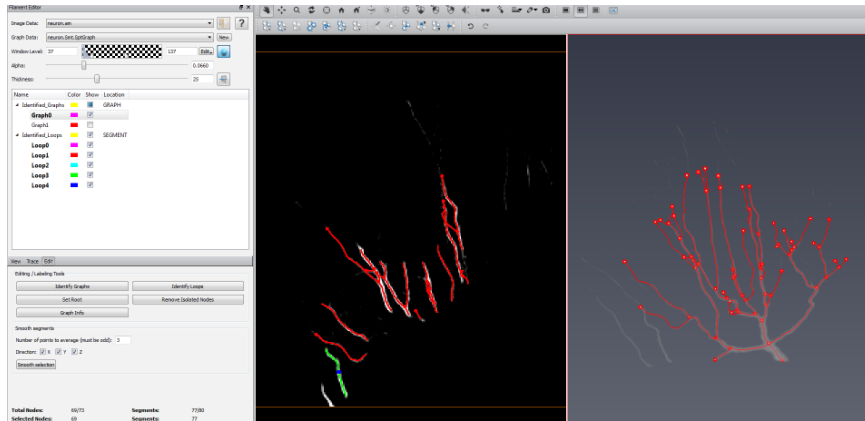 Filament Editor
Image Data: neuron.am
Graph Data: neuron.Smt.SptGraph New
Window Level: 37 137 Edit..
Alpha: 0.0660
Thickness: 25
Name Color Show Location
Identified_Graphs GRAPH
Graph0
Graph1
Identified_Loops SEGMENT
Loop0
Loop1
Loop2
Loop3
Loop4
View Trace Edit
Editing / Labeling Tools
Identify Graphs Identify Loops
Set Root Remove Isolated Nodes
Graph Info
Smooth segments
Number of points to average (must be odd): 3
Direction: X Y Z
Smooth selection
Total Nodes: 69/73 Segments: 77/80
Selected Nodes: 69 Segments: 77